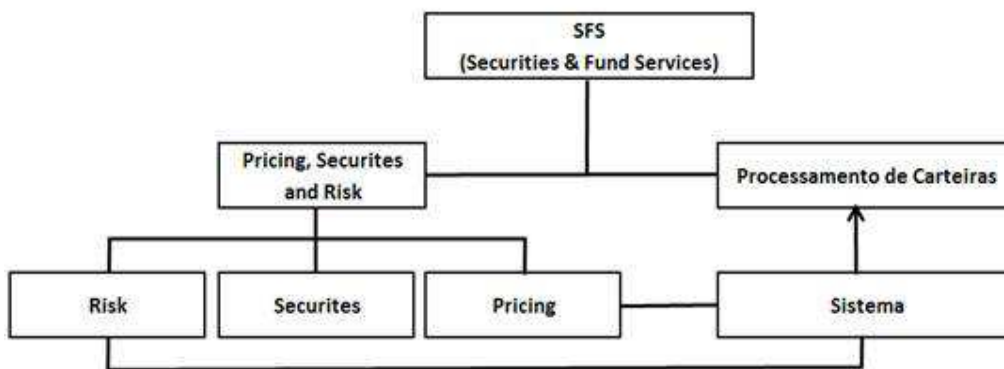 SFS
(Securities & Fund Services)
Pricing, Securites
and Risk
Processamento de Carteiras
Risk
Securites
Pricing
Sistema